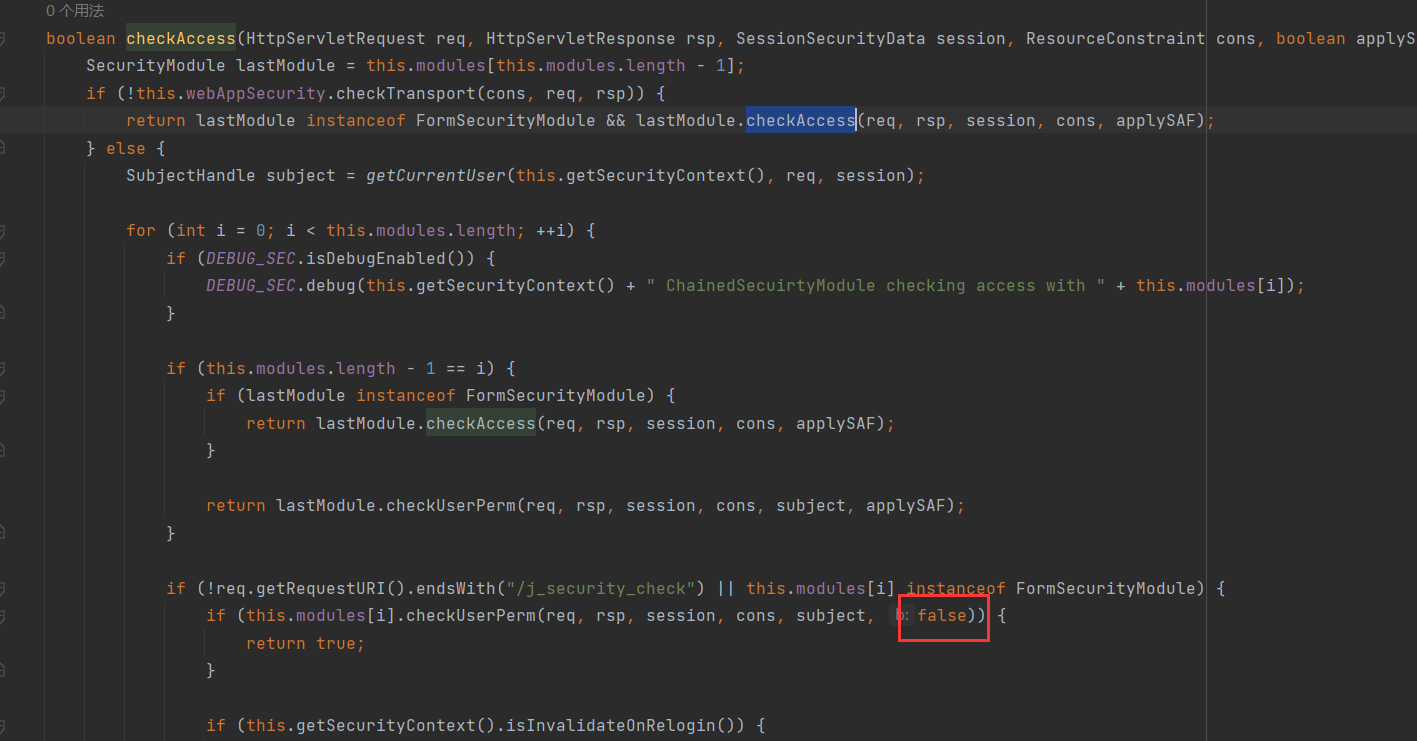 0 个用法
boolean checkAccess(HttpServletRequest req, HttpServletResponse rsp, SessionSecurityData session, ResourceConstraint cons, boolean applyS
SecurityModule lastModule = this.modules[this.modules.length - 1];
if (!this.webAppSecurity.checkTransport(cons, req, rsp)) {
return lastModule instanceof FormSecurityModule && lastModule.checkAccess(req, rsp, session, cons, applySAF);
} else {
SubjectHandle subject = getCurrentUser(this.getSecurityContext(), req, session);
for (int i = 0; i < this.modules.length; ++i) {
if (DEBUG_SEC.isDebugEnabled()) {
DEBUG_SEC.debug(this.getSecurityContext() + " ChainedSecuirtyModule checking access with " + this.modules[i]);
}
if (this.modules.length - 1 == i) {
if (lastModule instanceof FormSecurityModule) {
return lastModule.checkAccess(req, rsp, session, cons, applySAF);
}
return lastModule.checkUserPerm(req, rsp, session, cons, subject, applySAF);
}
if (!req.getRequestURI().endsWith("/j_security_check") || this.modules[i] instanceof FormSecurityModule) {
if (this.modules[i].checkUserPerm(req, rsp, session, cons, subject, b: false)) {
return true;
}
if (this.getSecurityContext().isInvalidateOnRelogin()) {